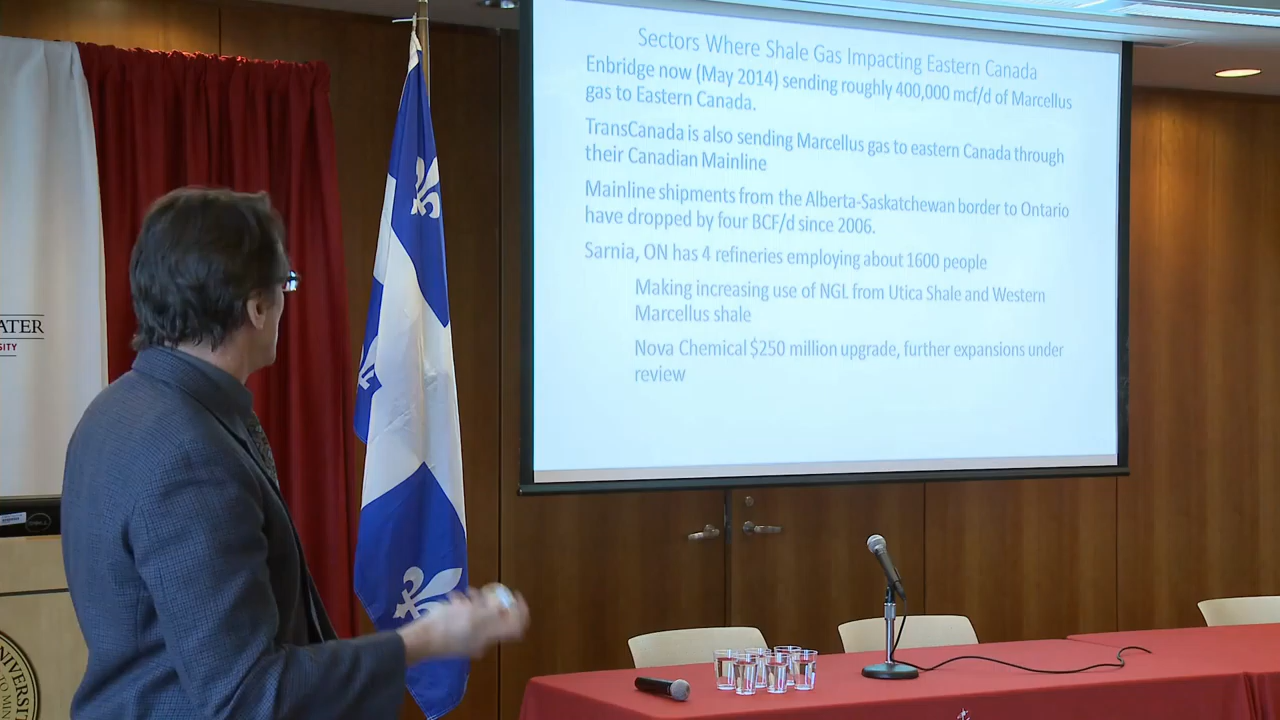 Sectors Where Shale Gas Impacting Eastern Canada
Enbridge now (May 2014) sending roughly 400,000 mcf/d of Marcellus
gas to Eastern Canada.
TransCanada is also sending Marcellus gas to eastern Canada through
their Canadian Mainline
Mainline shipments from the Alberta-Saskatchewan border to Ontario
have dropped by four BCF/d since 2006.
Sarnia, ON has 4 refineries employing about 1600 people
Making increasing use of NGL from Utica Shale and Western
Marcellus shale
Nova Chemical $250 million upgrade, further expansions under
review
ATER
SITY
DELL